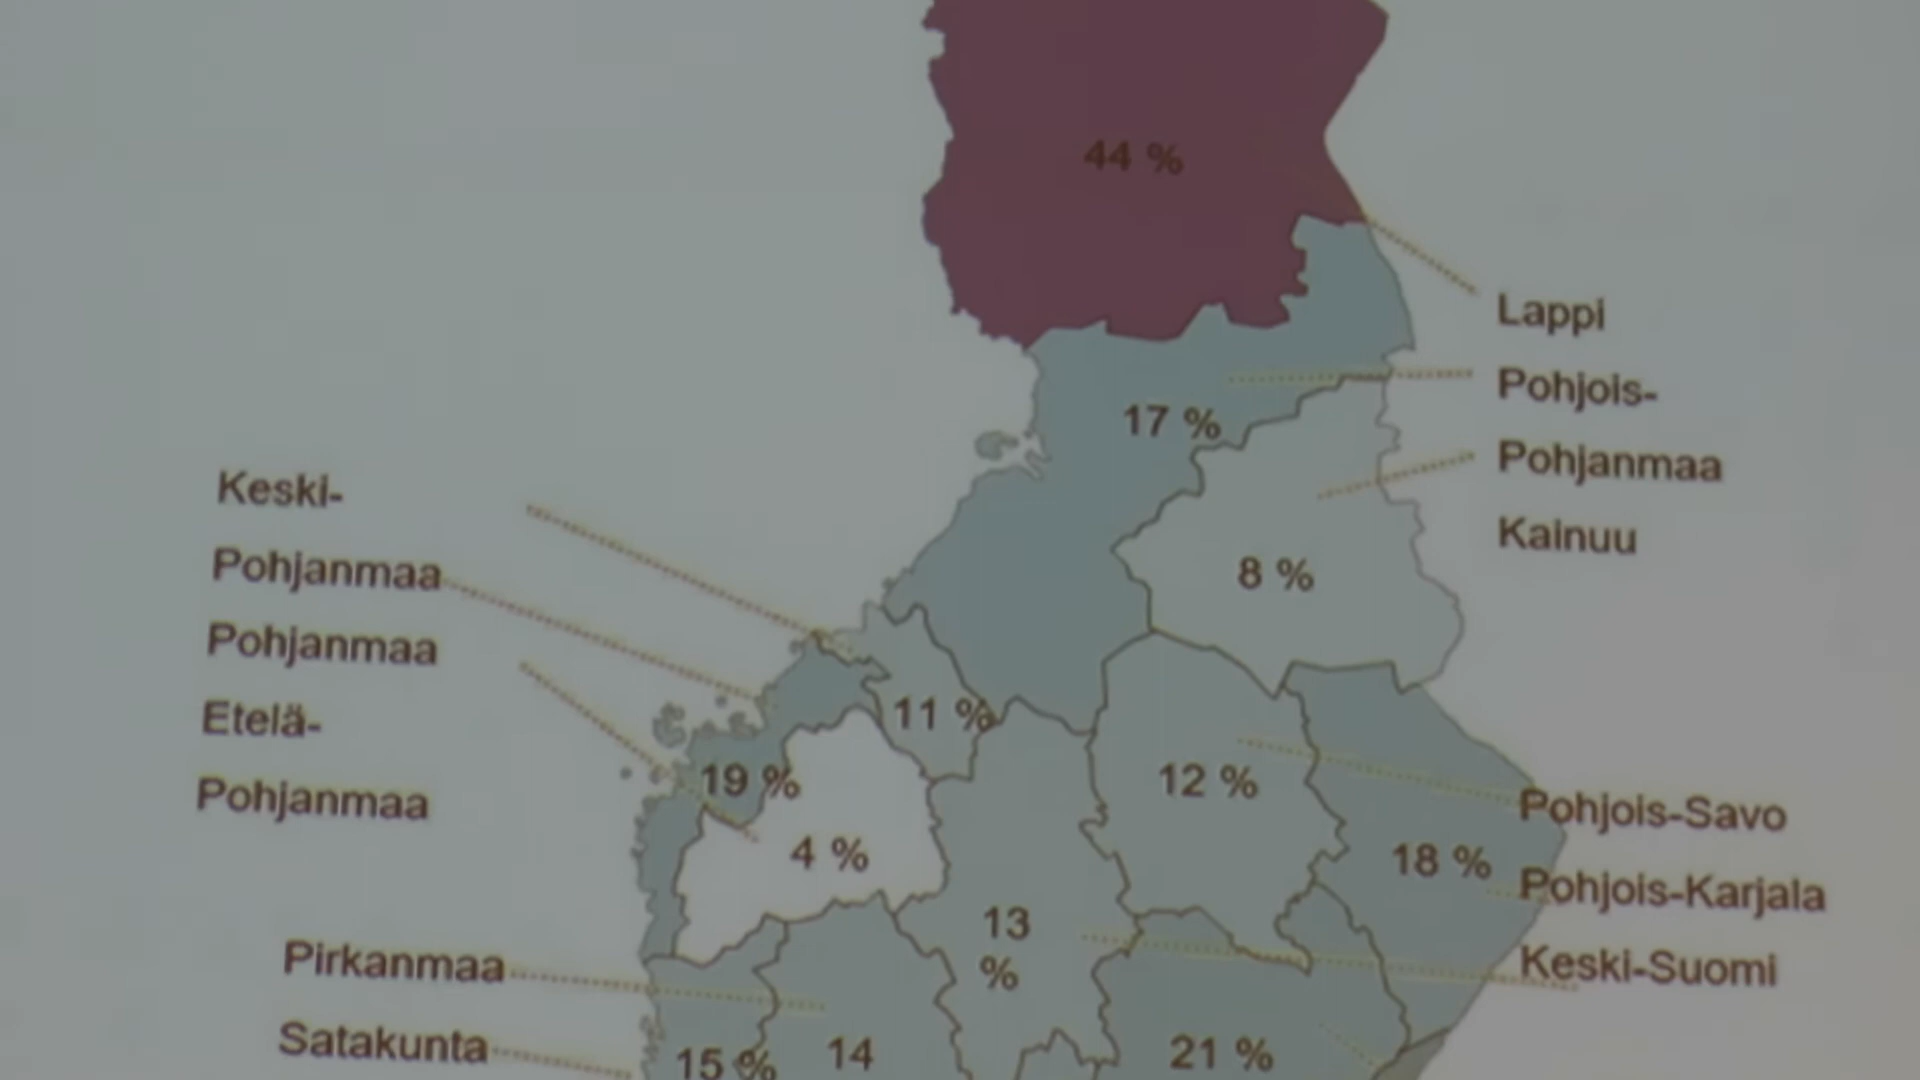 44 %
Lappi
Pohjois-
Pohjanmaa
Kainuu
17 %
8 %
Keski-
Pohjanmaa
Pohjanmaa
Etelä-
Pohjanmaa
11 %
19 %
4 %
12 %
18 %
Pohjois-Savo
Pohjois-Karjala
Keski-Suomi
13
%
Pirkanmaa
Satakunta
15 %
14
21 %